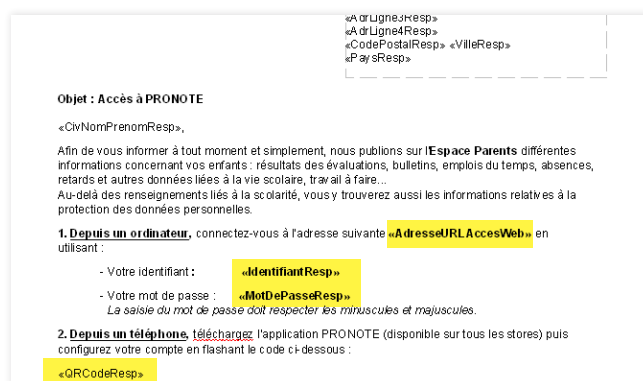 «AdrLigne3Resp»
«AdrLigne4Resp»
«CodePostalResp» «VilleResp»
«PaysResp»
Objet : Accès à PRONOTE
«CivNomPrenomResp»,
Afin de vous informer à tout moment et simplement, nous publions sur l'Espace Parents différentes
informations concernant vos enfants : résultats des évaluations, bulletins, emplois du temps, absences,
retards et autres données liées à la vie scolaire, travail à faire...
Au-delà des renseignements liés à la scolarité, vous y trouverez aussi les informations relatives à la
protection des données personnelles.
1. Depuis un ordinateur, connectez-vous à l'adresse suivante «AdresseURLAccesWeb» en
utilisant :
- Votre identifiant : «IdentifiantResp»
- Votre mot de passe : «MotDePasseResp»
La saisie du mot de passe doit respecter les minuscules et majuscules.
2. Depuis un téléphone, téléchargez l'application PRONOTE (disponible sur tous les stores) puis
configurez votre compte en flashant le code ci-dessous :
«QRCodeResp»